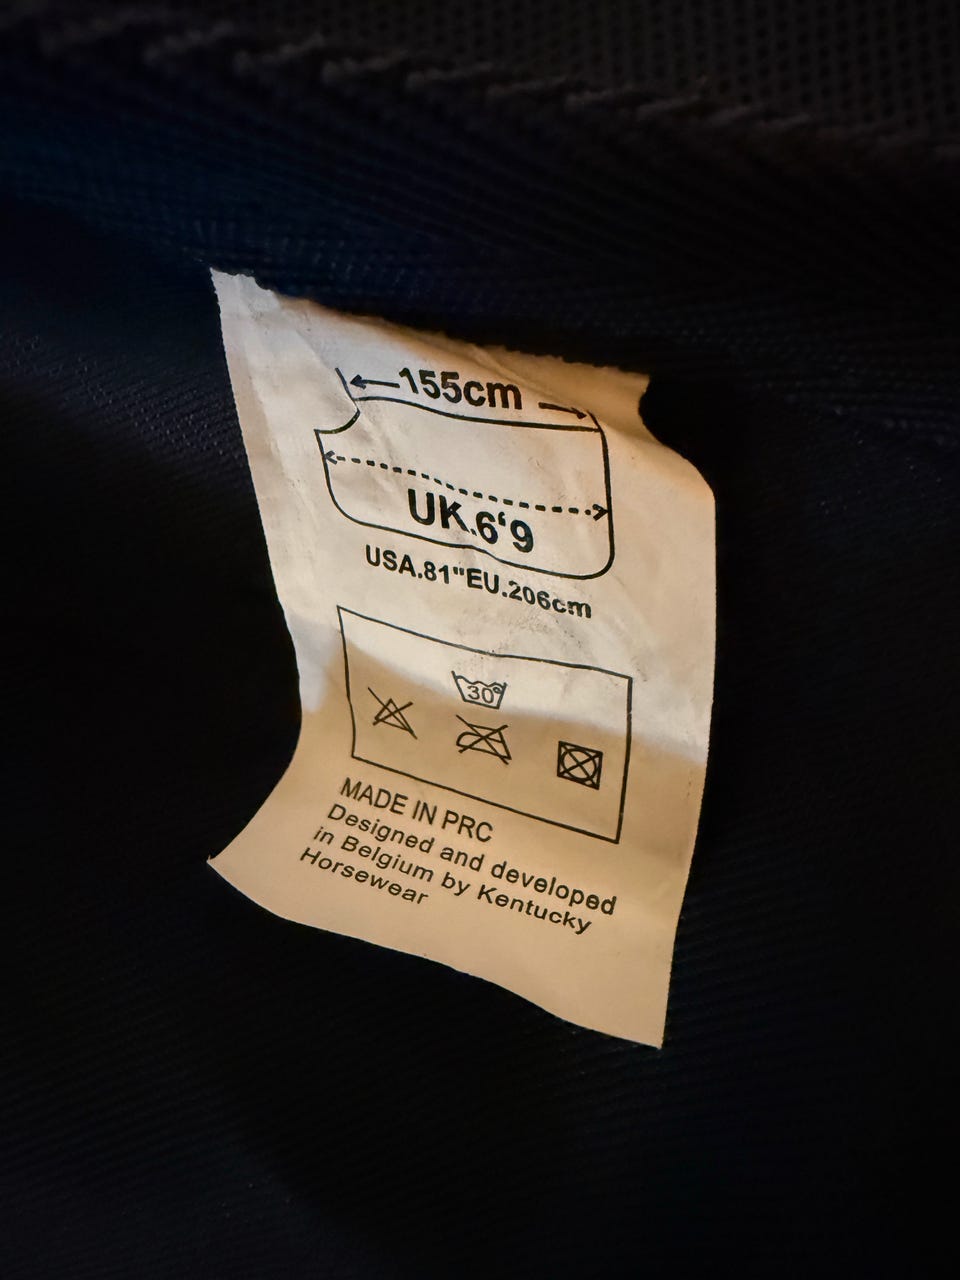 155cm
UK.6‘9
USA.81"EU.206cm
30°
MADE IN PRC
Designed and developed
in Belgium by Kentucky
Horsewear